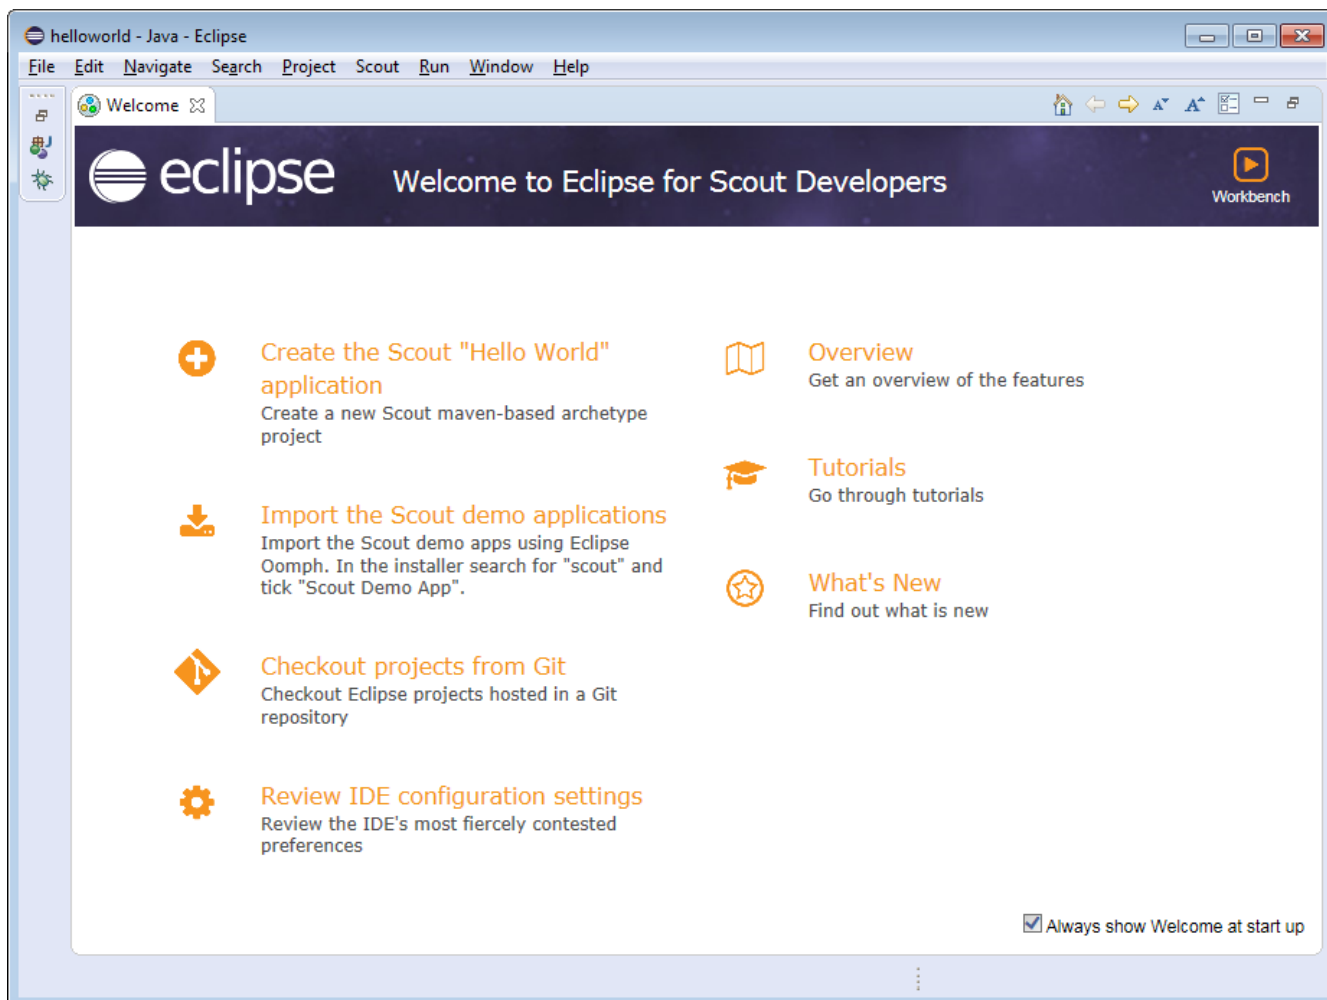 helloworld - Java - Eclipse
File Edit Navigate Search Project Scout Run Window Help
Welcome
eclipse
Welcome to Eclipse for Scout Developers
Workbench
Create the Scout "Hello World"
application
Create a new Scout maven-based archetype
project
Import the Scout demo applications
Import the Scout demo apps using Eclipse
Oomph. In the installer search for "scout" and
tick "Scout Demo App".
Checkout projects from Git
Checkout Eclipse projects hosted in a Git
repository
Review IDE configuration settings
Review the IDE's most fiercely contested
preferences
Overview
Get an overview of the features
Tutorials
Go through tutorials
What's New
Find out what is new
Always show Welcome at start up